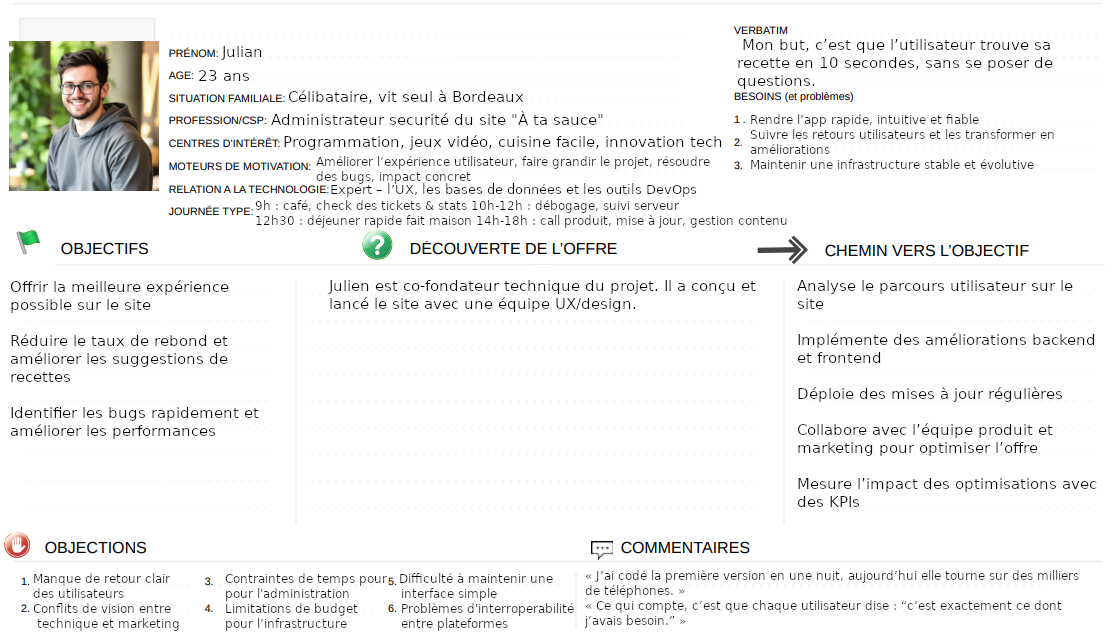 PRÉNOM: Julian
AGE: 23 ans
SITUATION FAMILIALE: Célibataire, vit seul à Bordeaux
PROFESSION/CSP: Administrateur securité du site "À ta sauce"
CENTRES D'INTÉRÊT: Programmation, jeux vidéo, cuisine facile, innovation tech
MOTEURS DE MOTIVATION: Améliorer l’expérience utilisateur, faire grandir le projet, résoudre
des bugs, impact concret
RELATION A LA TECHNOLOGIE: Expert – l’UX, les bases de données et les outils DevOps
JOURNÉE TYPE: 9h : café, check des tickets & stats 10h-12h : débogage, suivi serveur
12h30 : déjeuner rapide fait maison 14h-18h : call produit, mise à jour, gestion contenu
VERBATIM
Mon but, c’est que l’utilisateur trouve sa
recette en 10 secondes, sans se poser de
questions.
BESOINS (et problèmes)
1. Rendre l’app rapide, intuitive et fiable
2. Suivre les retours utilisateurs et les transformer en
améliorations
3. Maintenir une infrastructure stable et évolutive
OBJECTIFS
Offrir la meilleure expérience
possible sur le site
Réduire le taux de rebond et
améliorer les suggestions de
recettes
Identifier les bugs rapidement et
améliorer les performances
DÉCOUVERTE DE L’OFFRE
Julien est co-fondateur technique du projet. Il a conçu et
lancé le site avec une équipe UX/design.
CHEMIN VERS L’OBJECTIF
Analyse le parcours utilisateur sur le
site
Implémente des améliorations backend
et frontend
Déploie des mises à jour régulières
Collabore avec l’équipe produit et
marketing pour optimiser l’offre
Mesure l’impact des optimisations avec
des KPIs
OBJECTIONS
1. Manque de retour clair
des utilisateurs
2. Conflits de vision entre
technique et marketing
3. Contraintes de temps pour
pour l'administration
4. Limitations de budget
pour l’infrastructure
5. Difficulté à maintenir une
interface simple
6. Problèmes d'interroperabilité
entre plateformes
COMMENTAIRES
« J’ai codé la première version en une nuit, aujourd’hui elle tourne sur des milliers
de téléphones. »
« Ce qui compte, c’est que chaque utilisateur dise : “c’est exactement ce dont
j’avais besoin.” »